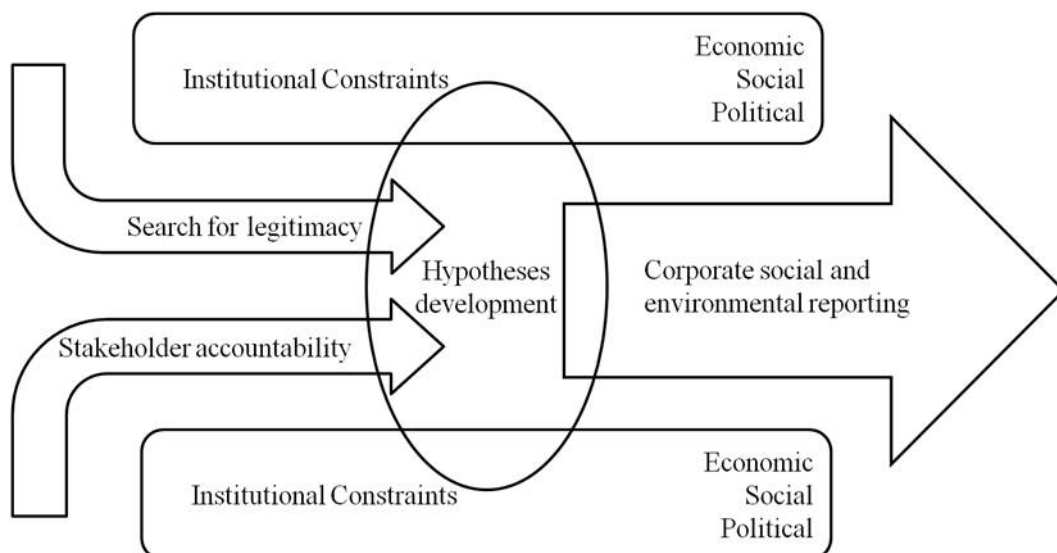 Institutional Constraints
Economic
Social
Political
Search for legitimacy
Hypotheses
development
Corporate social and
environmental reporting
Stakeholder accountability
Institutional Constraints
Economic
Social
Political